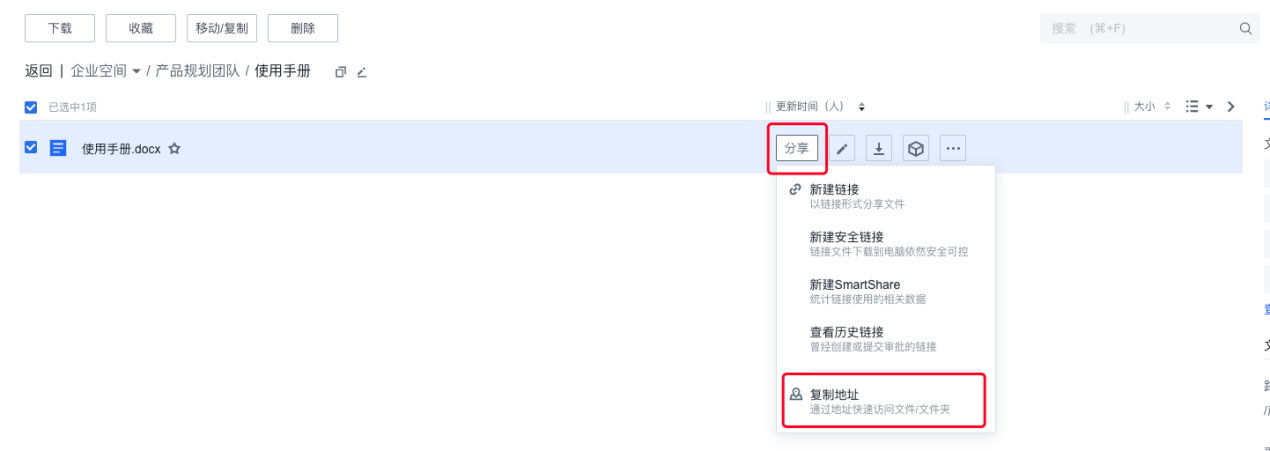 下载 收藏 移动/复制 删除 搜索 (⌘+F)
返回 | 企业空间 / 产品规划团队 / 使用手册
已选中1项 更新时间（人） 大小
使用手册.docx 分享
新建链接
以链接形式分享文件
新建安全链接
链接文件下载到电脑依然安全可控
新建SmartShare
统计链接使用的相关数据
查看历史链接
曾经创建或提交审批的链接
复制地址
通过地址快速访问文件/文件夹